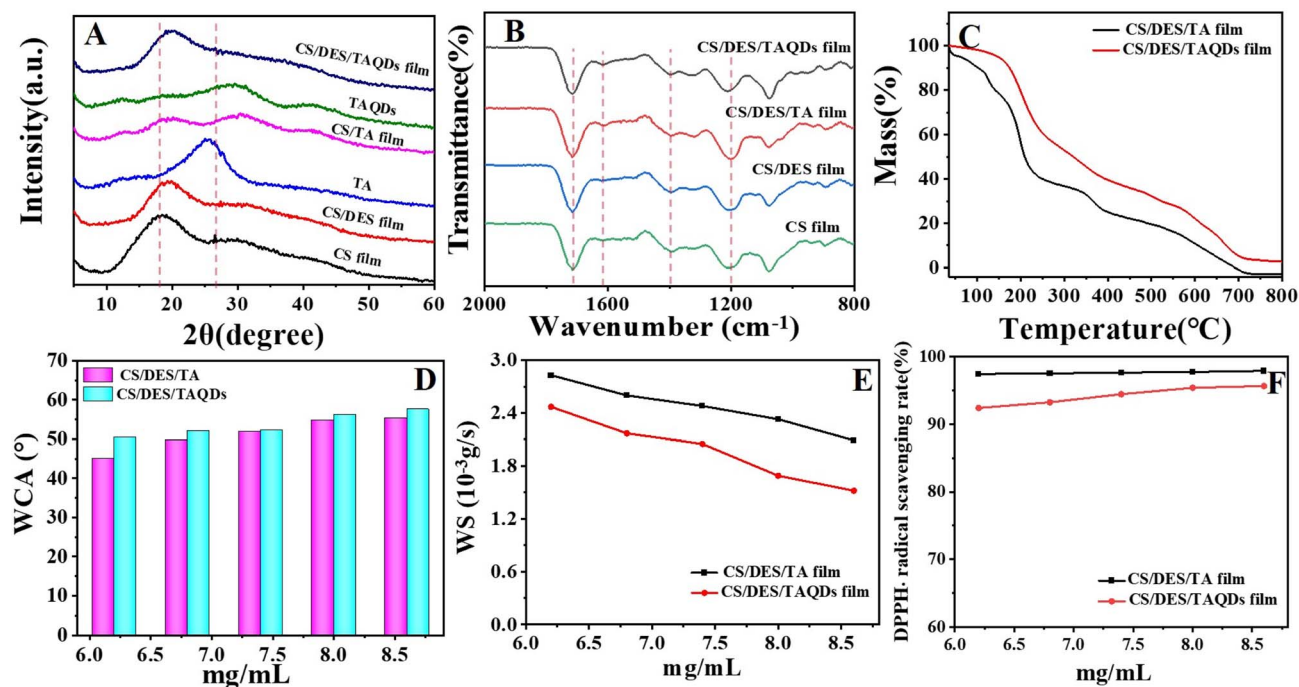 A
Intensity(a.u.)
CS/DES/TAQDs film
TAQDs
CS/TA film
TA
CS/DES film
CS film
10 20 30 40 50 60
2θ(degree)
B
Transmittance(%)
CS/DES/TAQDs film
CS/DES/TA film
CS/DES film
CS film
2000 1600 1200 800
Wavenumber (cm⁻¹)
C
CS/DES/TA film
CS/DES/TAQDs film
Mass(%)
100
80
60
40
20
0
100 200 300 400 500 600 700 800
Temperature(°C)
D
CS/DES/TA
CS/DES/TAQDs
WCA (°)
70
60
50
40
30
20
10
0
6.0 6.5 7.0 7.5 8.0 8.5
mg/mL
E
WS (10⁻³g/s)
3.0
2.4
1.8
1.2
0.6
0.0
CS/DES/TA film
CS/DES/TAQDs film
6.0 6.5 7.0 7.5 8.0 8.5
mg/mL
F
DPPH· radical scavenging rate(%)
100
98
95
90
92
67
60
CS/DES/TA film
CS/DES/TAQDs film
6.0 6.5 7.0 7.5 8.0 8.5
mg/mL